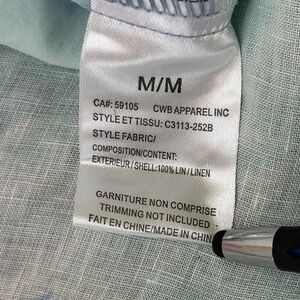 M/M
CA#: 59105 CWB APPAREL INC
STYLE ET TISSU: C3113-252B
STYLE FABRIC/
COMPOSITION/CONTENT:
EXTERIEUR/SHELL:100% LIN/LINEN
GARNITURE NON COMPRISE
TRIMMING NOT INCLUDED
FAIT EN CHINE/MADE IN CHIN